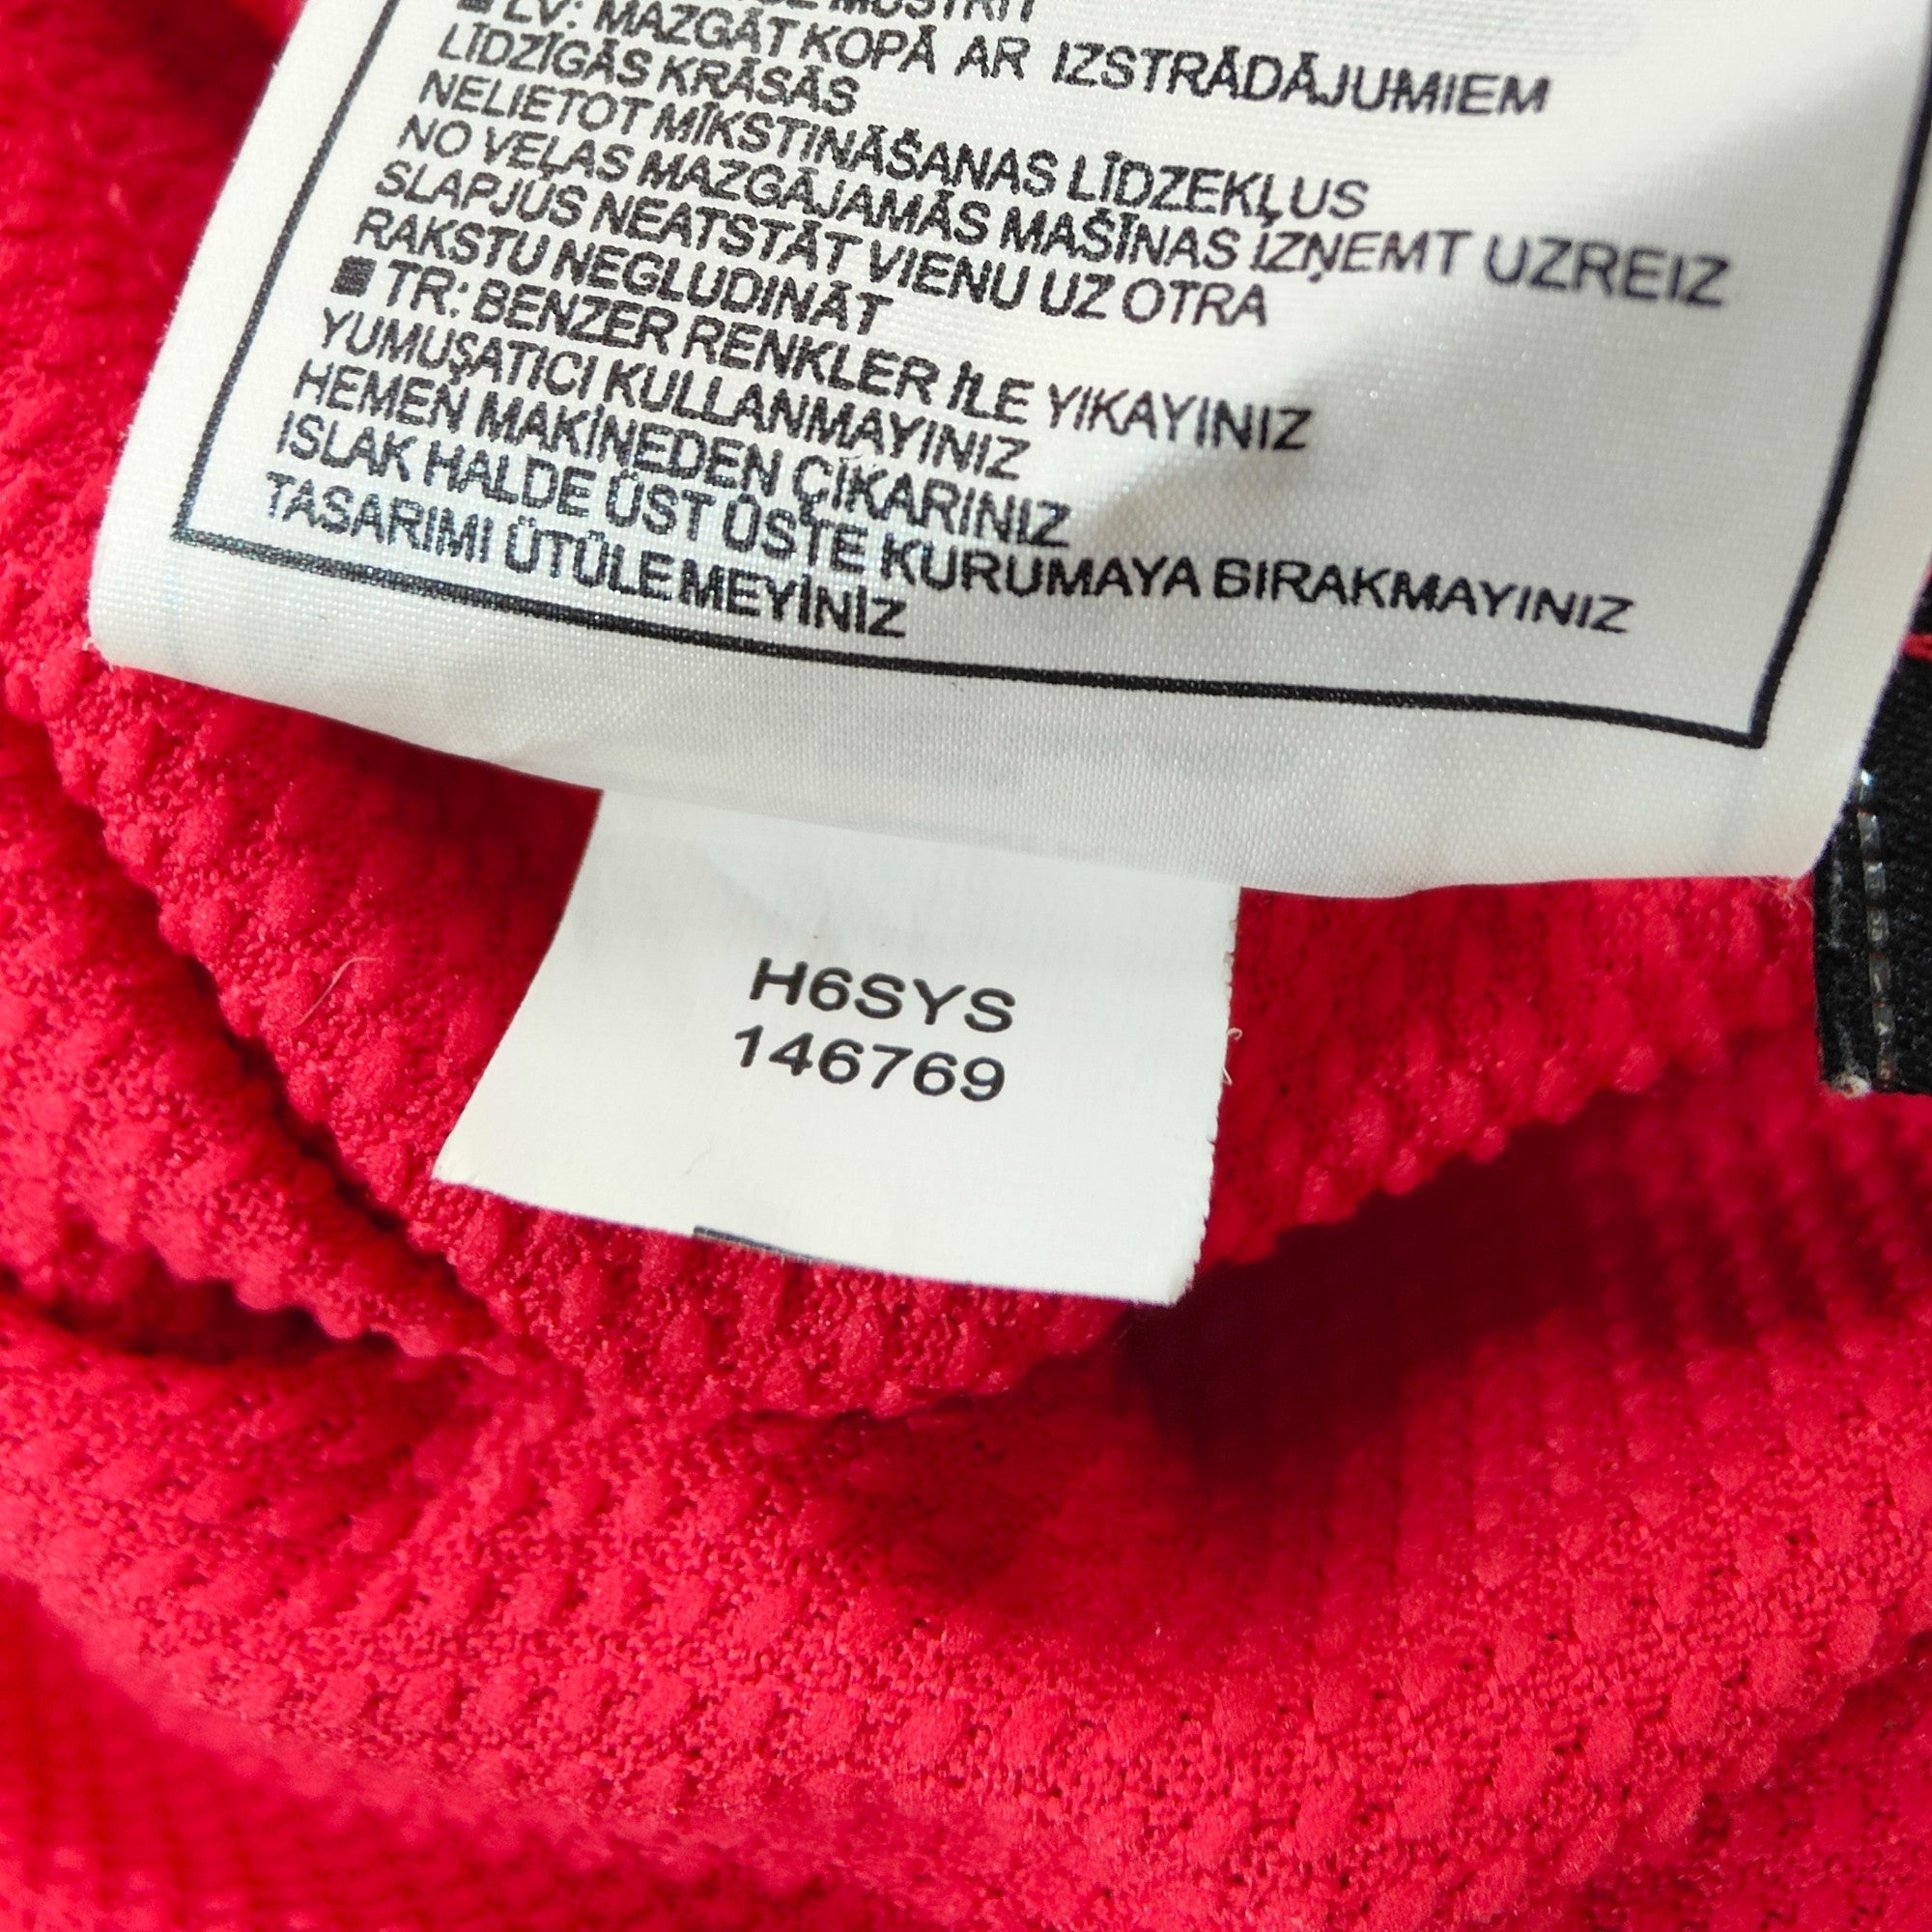 MUSTRIT
■ LV: MAZGĀT KOPĀ AR IZSTRĀDĀJUMIEM
LĪDZĪGĀS KRĀSĀS
NELIETOT MĪKSTINĀŠANAS LĪDZEKĻUS
NO VEĻAS MAZGĀJAMĀS MAŠĪNAS IZŅEMT UZREIZ
SLAPJUS NEATSTĀT VIENU UZ OTRA
RAKSTU NEGLUDINĀT
■ TR: BENZER RENKLER İLE YIKAYINIZ
YUMUŞATICI KULLANMAYINIZ
HEMEN MAKİNEDEN ÇIKARINIZ
ISLAK HALDE ÜST ÜSTE KURUMAYA BIRAKMAYINIZ
TASARIMI ÜTÜLEMEYİNİZ
H6SYS
146769